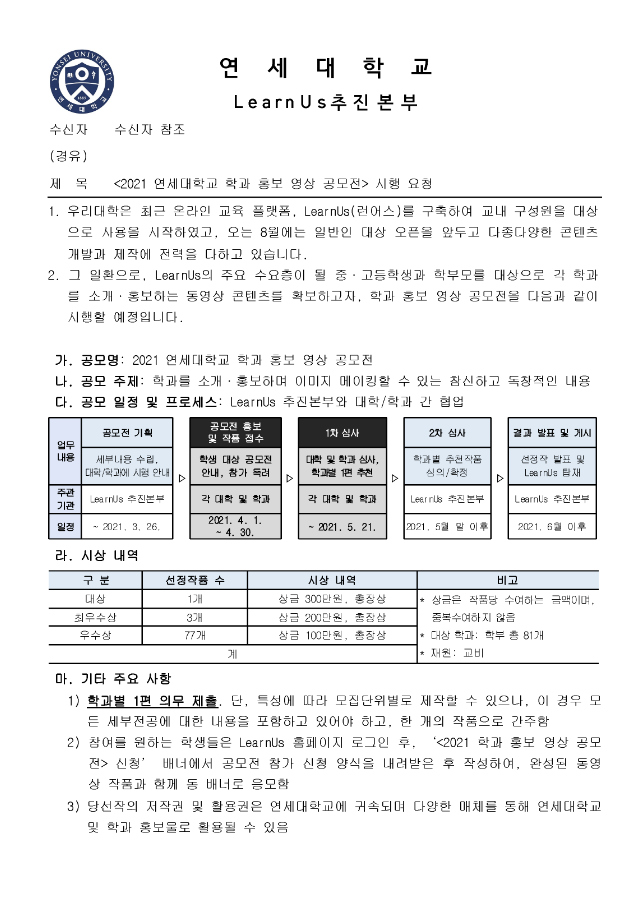 YONSEI UNIVERSITY
연세대학교
연 세 대 학 교
LearnUs추진본부
수신자 수신자 참조
(경유)
제 목 <2021 연세대학교 학과 홍보 영상 공모전> 시행 요청
1. 우리대학은 최근 온라인 교육 플랫폼, LearnUs(런어스)를 구축하여 교내 구성원을 대상
으로 사용을 시작하였고, 오는 8월에는 일반인 대상 오픈을 앞두고 다종다양한 콘텐츠
개발과 제작에 전력을 다하고 있습니다.
2. 그 일환으로, LearnUs의 주요 수요층이 될 중·고등학생과 학부모를 대상으로 각 학과
를 소개·홍보하는 동영상 콘텐츠를 확보하고자, 학과 홍보 영상 공모전을 다음과 같이
시행할 예정입니다.
가. 공모명: 2021 연세대학교 학과 홍보 영상 공모전
나. 공모 주제: 학과를 소개·홍보하며 이미지 메이킹할 수 있는 참신하고 독창적인 내용
다. 공모 일정 및 프로세스: LearnUs 추진본부와 대학/학과 간 협업
업무 내용 공모전 기획 공모전 홍보 및 작품 접수 1차 심사 2차 심사 결과 발표 및 게시
세부내용 수립, 학생 대상 공모전 대학 및 학과 심사, 학과별 추천작품 선정작 발표 및
대학/학과에 시행 안내 안내, 참가 독려 학과별 1편 추천 심의/확정 LearnUs 탑재
주관 기관 LearnUs 추진본부 각 대학 및 학과 각 대학 및 학과 LearnUs 추진본부 LearnUs 추진본부
일정 ~ 2021. 3. 26. 2021. 4. 1. ~ 4. 30. ~ 2021. 5. 21. 2021. 5월 말 이후 2021. 6월 이후
라. 시상 내역
구 분 선정작품 수 시상 내역 비고
대상 1개 상금 300만원, 총장상 * 상금은 작품당 수여하는 금액이며,
중복수여하지 않음
최우수상 3개 상금 200만원, 총장상
우수상 77개 상금 100만원, 총장상 * 대상 학과: 학부 총 81개
계 * 재원: 교비
마. 기타 주요 사항
1) 학과별 1편 의무 제출. 단, 특성에 따라 모집단위별로 제작할 수 있으나, 이 경우 모
든 세부전공에 대한 내용을 포함하고 있어야 하고, 한 개의 작품으로 간주함
2) 참여를 원하는 학생들은 LearnUs 홈페이지 로그인 후, ‘<2021 학과 홍보 영상 공모
전> 신청’ 배너에서 공모전 참가 신청 양식을 내려받은 후 작성하여, 완성된 동영
상 작품과 함께 동 배너로 응모함
3) 당선작의 저작권 및 활용권은 연세대학교에 귀속되며 다양한 매체를 통해 연세대학교
및 학과 홍보물로 활용될 수 있음